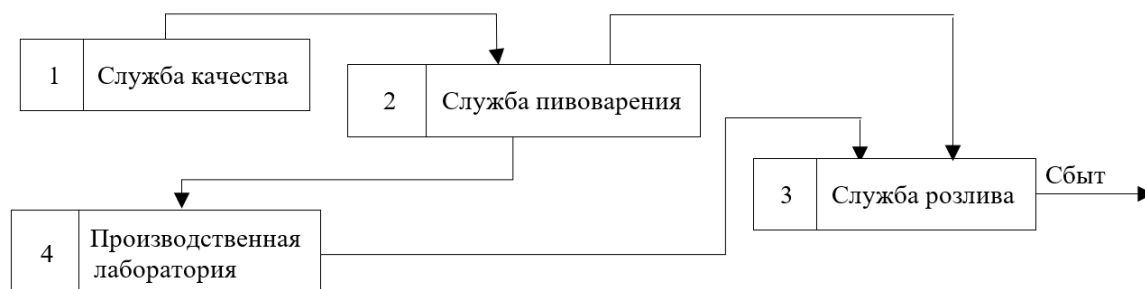 1 Служба качества
2 Служба пивоварения
3 Служба розлива
Сбыт
4 Производственная
лаборатория